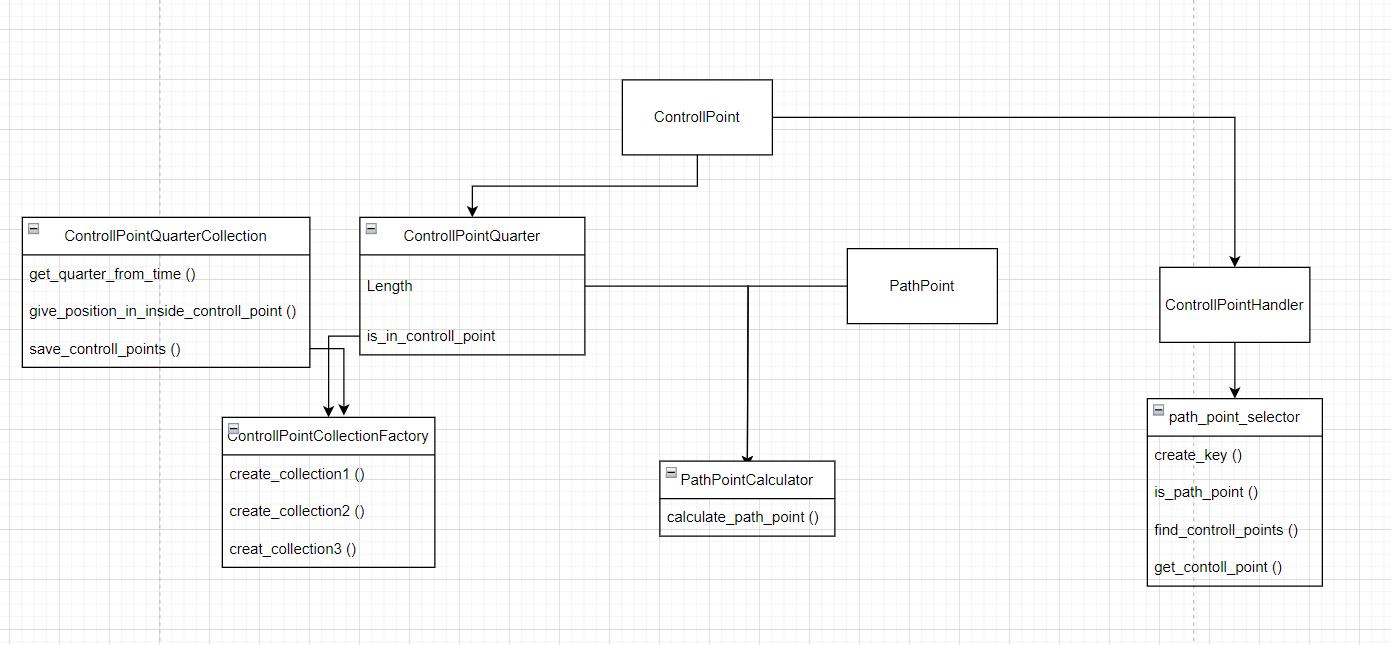 ControllPoint
ControllPointQuarterCollection
get_quarter_from_time ()
give_position_in_inside_controll_point ()
save_controll_points ()
ControllPointQuarter
Length
is_in_controll_point
PathPoint
ControllPointHandler
ControllPointCollectionFactory
create_collection1 ()
create_collection2 ()
creat_collection3 ()
PathPointCalculator
calculate_path_point ()
path_point_selector
create_key ()
is_path_point ()
find_controll_points ()
get_contoll_point ()